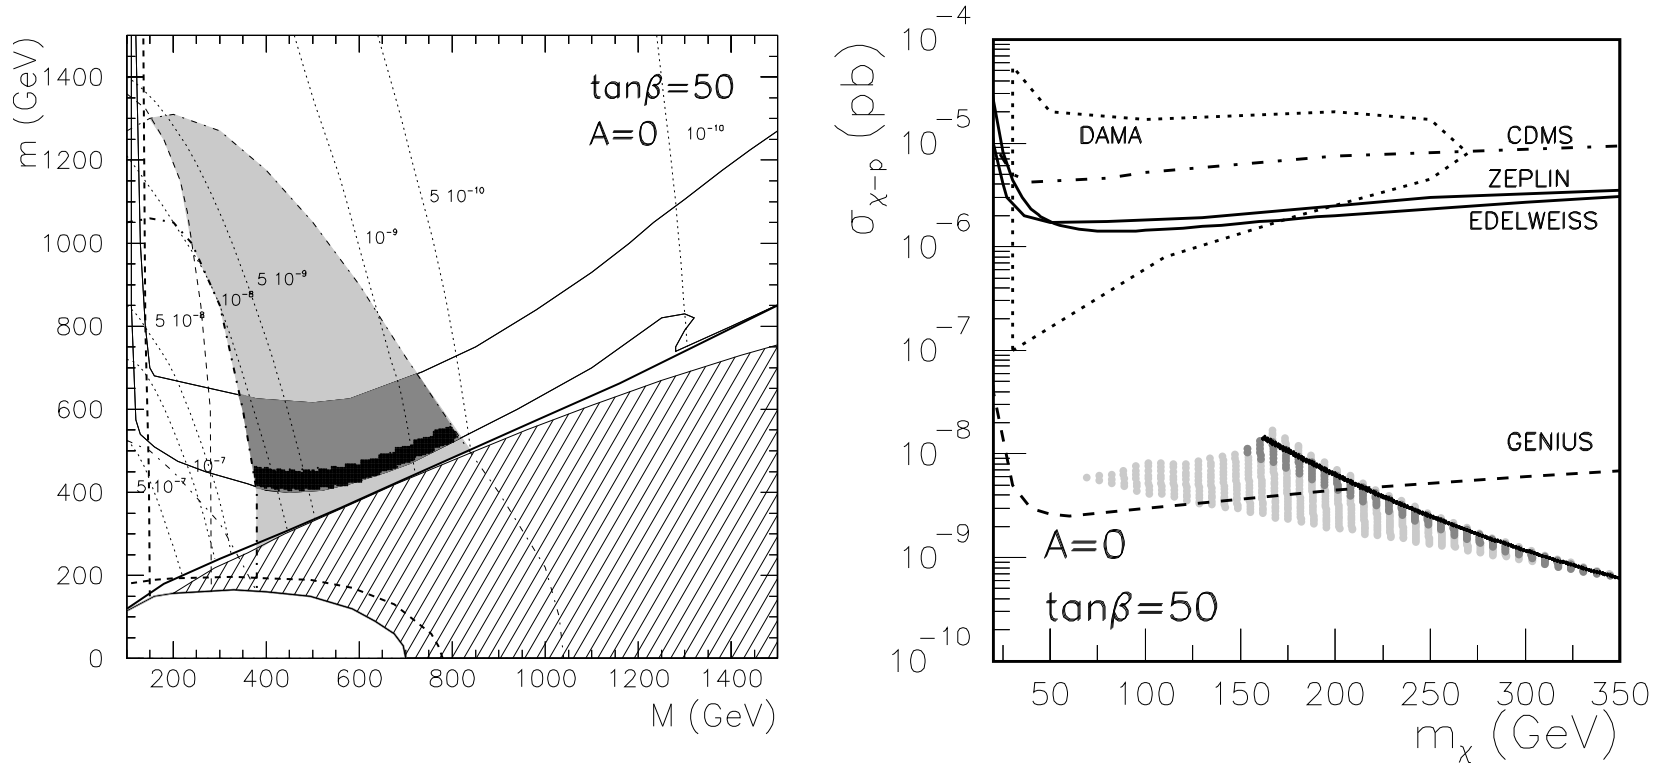 m (GeV)
1400
1200
1000
800
600
400
200
0
200 400 600 800 1000 1200 1400
M (GeV)
tanβ=50
A=0
10⁻¹⁰
5 10⁻¹⁰
10⁻⁹
5 10⁻⁹
10⁻⁸
5 10⁻⁸
10⁻⁷
5 10⁻⁷
σχ₋p (pb)
10⁻⁴
10⁻⁵
10⁻⁶
10⁻⁷
10⁻⁸
10⁻⁹
10⁻¹⁰
DAMA
CDMS
ZEPLIN
EDELWEISS
GENIUS
A=0
tanβ=50
50 100 150 200 250 300 350
mχ (GeV)